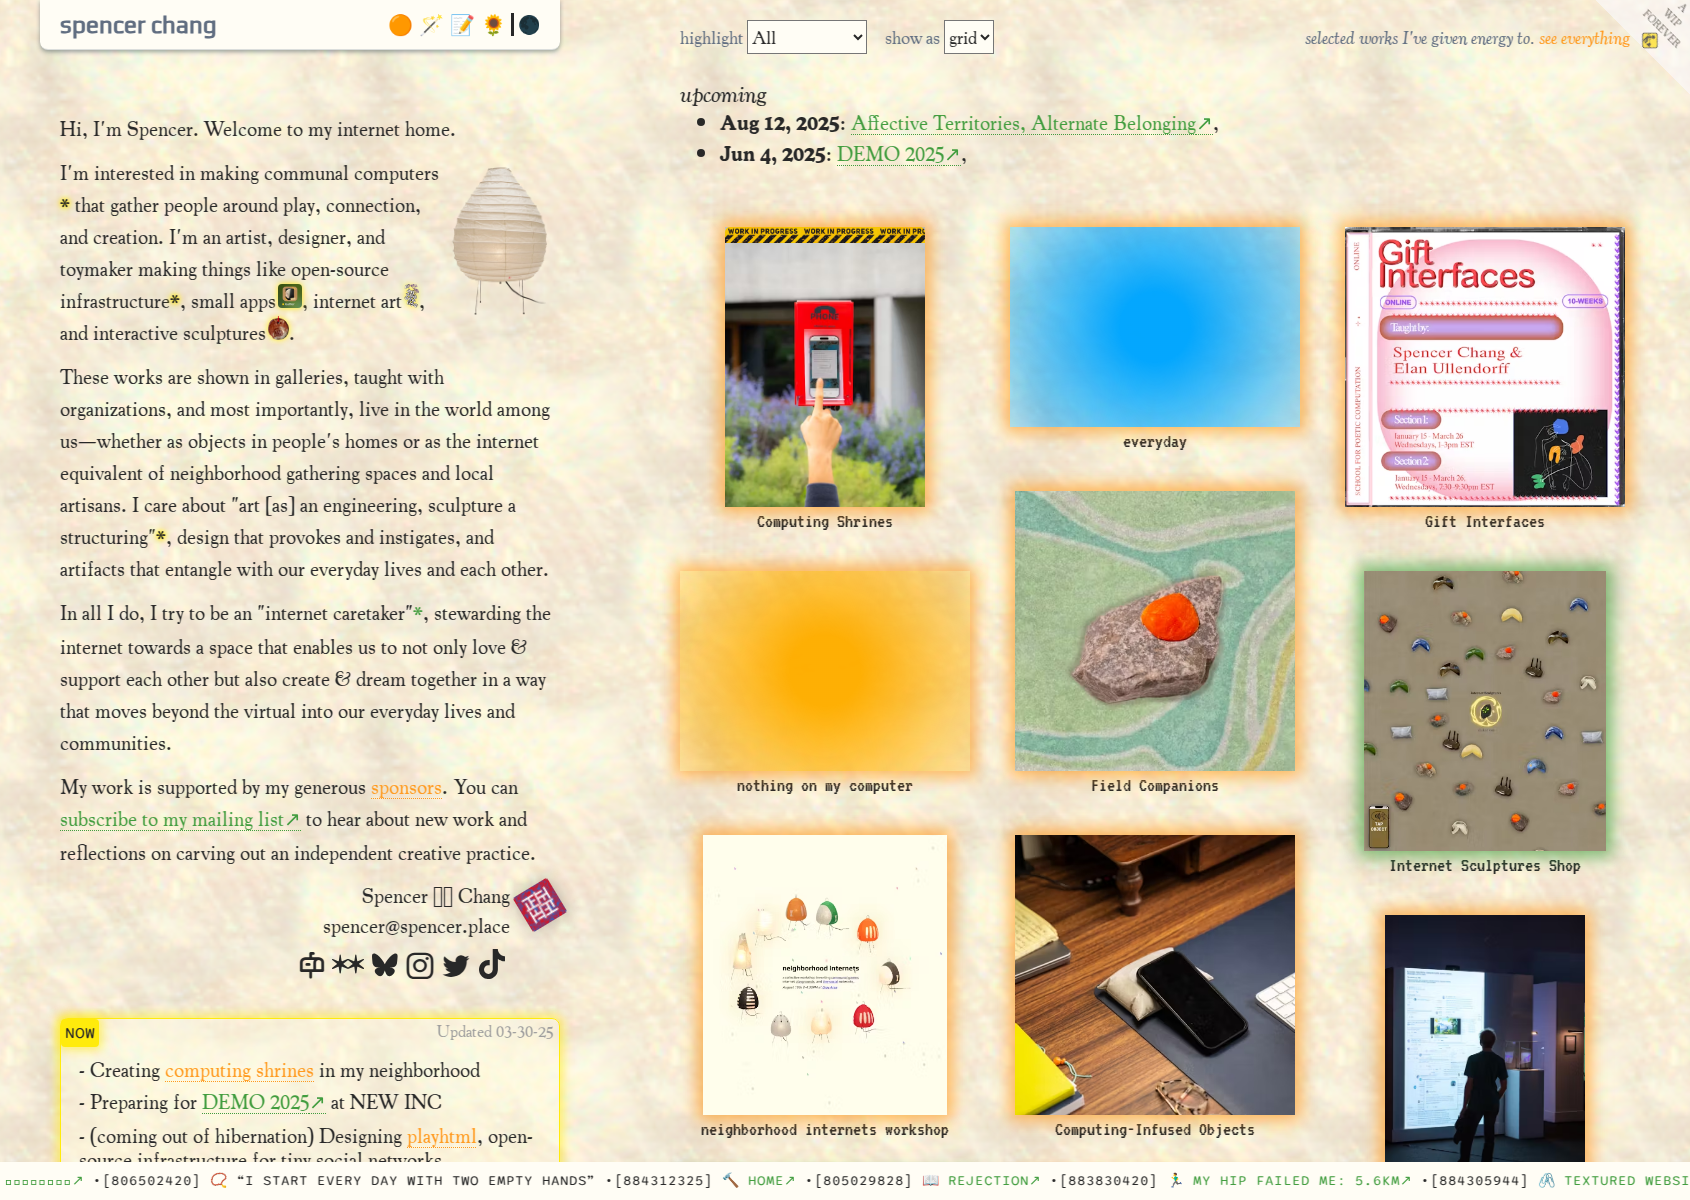 spencer chang
highlight All show as grid
selected works I've given energy to. see everything
A WIP FOREVER
Hi, I'm Spencer. Welcome to my internet home.
I'm interested in making communal computers
* that gather people around play, connection,
and creation. I'm an artist, designer, and
toymaker making things like open-source
infrastructure*, small apps, internet art,
and interactive sculptures.
These works are shown in galleries, taught with
organizations, and most importantly, live in the world among
us—whether as objects in people's homes or as the internet
equivalent of neighborhood gathering spaces and local
artisans. I care about "art [as] an engineering, sculpture a
structuring"*, design that provokes and instigates, and
artifacts that entangle with our everyday lives and each other.
In all I do, I try to be an "internet caretaker"*, stewarding the
internet towards a space that enables us to not only love &
support each other but also create & dream together in a way
that moves beyond the virtual into our everyday lives and
communities.
My work is supported by my generous sponsors. You can
subscribe to my mailing list↗ to hear about new work and
reflections on carving out an independent creative practice.
Spencer Chang
spencer@spencer.place
NOW
Updated 03-30-25
- Creating computing shrines in my neighborhood
- Preparing for DEMO 2025↗ at NEW INC
- (coming out of hibernation) Designing playhtml, open-
source infrastructure for tiny social networks
upcoming
Aug 12, 2025: Affective Territories, Alternate Belonging↗,
Jun 4, 2025: DEMO 2025↗,
WORK IN PROGRESS WORK IN PROGRESS WORK IN PRO
PHONE
Computing Shrines
everyday
Gift
Interfaces
ONLINE
10-WEEKS
Taught by:
Spencer Chang &
Elan Ullendorff
Section 1:
January 15 - March 26
Wednesdays, 1-3pm EST
Section 2:
January 15 - March 26,
Wednesdays, 7:30-9:30pm EST
ONLINE
SCHOOL FOR POETIC COMPUTATION
Gift Interfaces
nothing on my computer
Field Companions
TAP
OBJECT
Internet Sculptures Shop
neighborhood internets
neighborhood internets workshop
Computing-Infused Objects
↗ •[806502420] “I START EVERY DAY WITH TWO EMPTY HANDS” •[884312325] HOME↗ •[805029828] REJECTION↗ •[883830420] MY HIP FAILED ME: 5.6KM↗ •[884305944] TEXTURED WEBSI